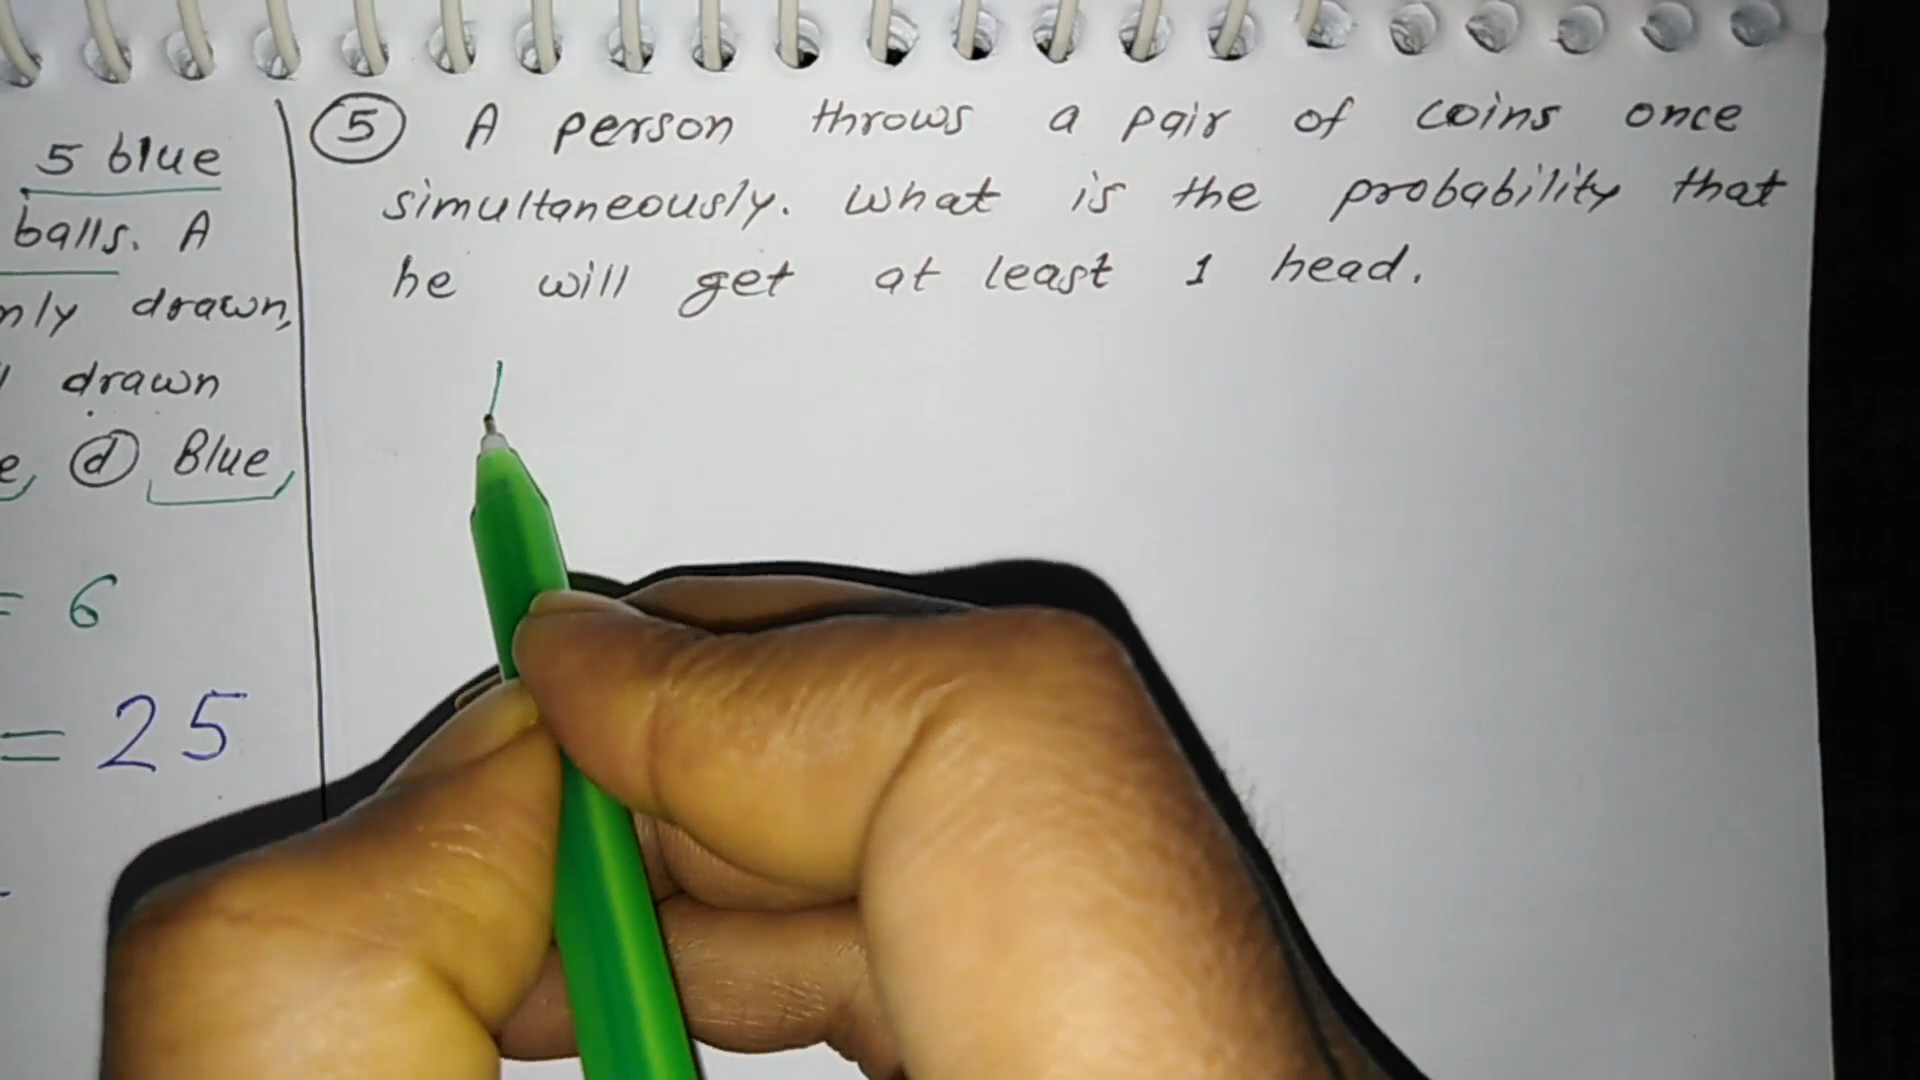 5 blue
balls. A
drawn,
drawn
ⓓ Blue
= 6
= 25
⑤ A person throws a pair of coins once
simultaneously. What is the probability that
he will get at least 1 head.